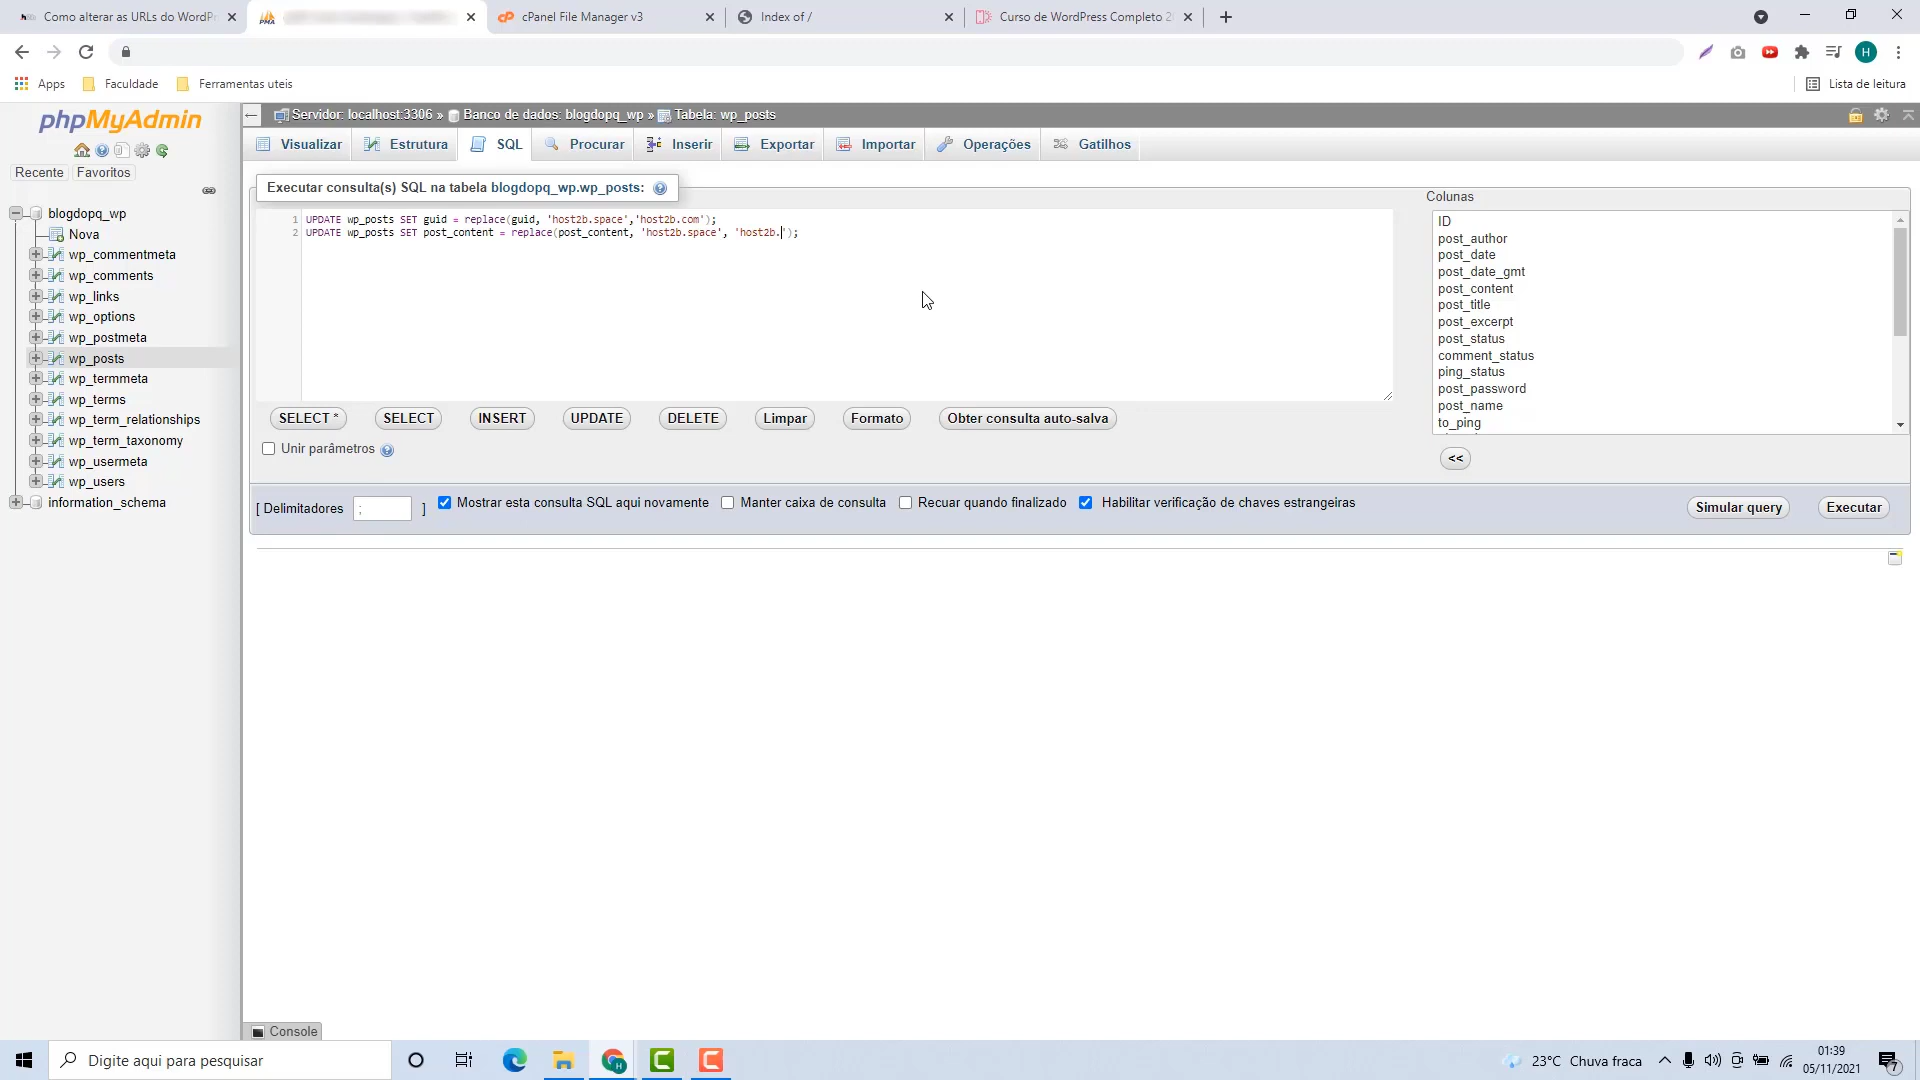 Como alterar as URLs do WordPr
cPanel File Manager v3
Index of /
Curso de WordPress Completo 2
H
Apps
Faculdade
Ferramentas uteis
Lista de leitura
phpMyAdmin
Recente
Favoritos
blogdopq_wp
Nova
wp_commentmeta
wp_comments
wp_links
wp_options
wp_postmeta
wp_posts
wp_termmeta
wp_terms
wp_term_relationships
wp_term_taxonomy
wp_usermeta
wp_users
information_schema
Servidor: localhost:3306 » Banco de dados: blogdopq_wp » Tabela: wp_posts
Visualizar
Estrutura
SQL
Procurar
Inserir
Exportar
Importar
Operações
Gatilhos
Executar consulta(s) SQL na tabela blogdopq_wp.wp_posts:
1 UPDATE wp_posts SET guid = replace(guid, 'host2b.space','host2b.com');
2 UPDATE wp_posts SET post_content = replace(post_content, 'host2b.space', 'host2b.');
Colunas
ID
post_author
post_date
post_date_gmt
post_content
post_title
post_excerpt
post_status
comment_status
ping_status
post_password
post_name
to_ping
<<
SELECT *
SELECT
INSERT
UPDATE
DELETE
Limpar
Formato
Obter consulta auto-salva
Unir parâmetros
[ Delimitadores ; ]
Mostrar esta consulta SQL aqui novamente
Manter caixa de consulta
Recuar quando finalizado
Habilitar verificação de chaves estrangeiras
Simular query
Executar
Console
Digite aqui para pesquisar
23°C Chuva fraca
01:39
05/11/2021
7